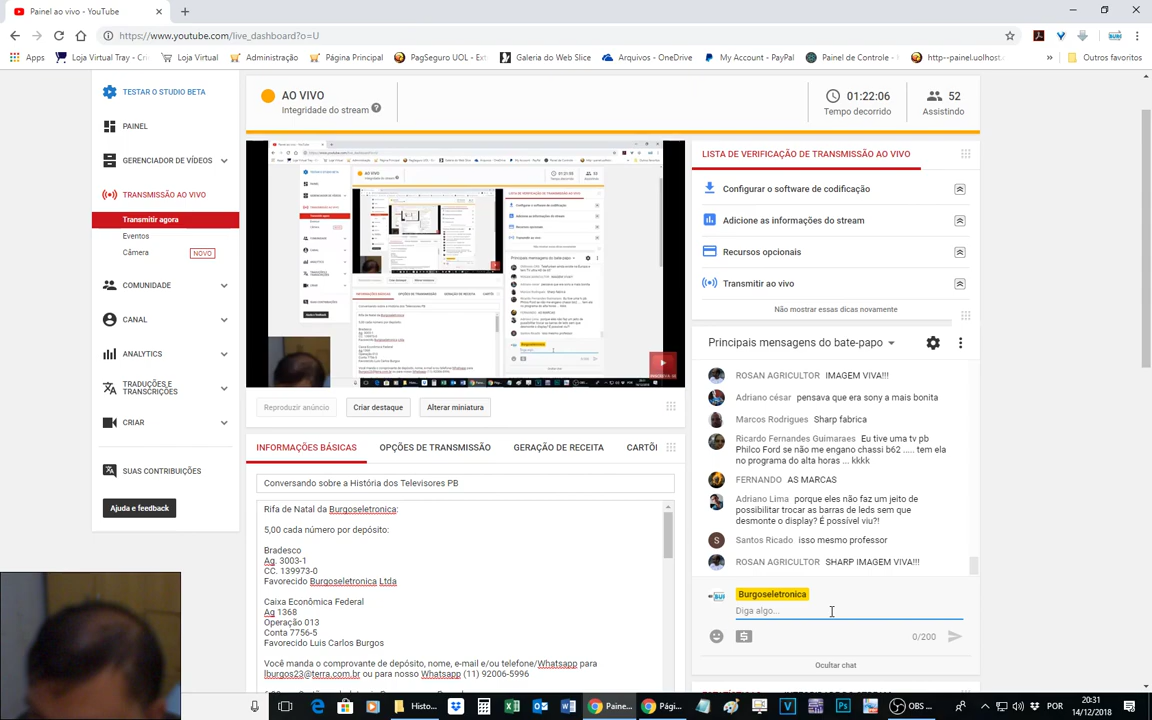 Painel ao vivo - YouTube
https://www.youtube.com/live_dashboard?o=U
Apps
Loja Virtual Tray - Cri
Loja Virtual
Administração
Página Principal
PagSeguro UOL - Ext
Galeria do Web Slice
Arquivos - OneDrive
My Account - PayPal
Painel de Controle -
http--painel.uolhost.
»
Outros favoritos
TESTAR O STUDIO BETA
PAINEL
GERENCIADOR DE VÍDEOS
TRANSMISSÃO AO VIVO
Transmitir agora
Eventos
Câmera
NOVO
COMUNIDADE
CANAL
ANALYTICS
TRADUÇÕES E
TRANSCRIÇÕES
CRIAR
SUAS CONTRIBUIÇÕES
Ajuda e feedback
AO VIVO
Integridade do stream
01:22:06
Tempo decorrido
52
Assistindo
Reproduzir anúncio
Criar destaque
Alterar miniatura
INFORMAÇÕES BÁSICAS
OPÇÕES DE TRANSMISSÃO
GERAÇÃO DE RECEITA
CARTÕI
Conversando sobre a História dos Televisores PB
Rifa de Natal da Burgoseletronica:
5,00 cada número por depósito:
Bradesco
Ag. 3003-1
CC. 139973-0
Favorecido Burgoseletronica Ltda
Caixa Econômica Federal
Ag 1368
Operação 013
Conta 7756-5
Favorecido Luis Carlos Burgos
Você manda o comprovante de depósito, nome, e-mail e/ou telefone/Whatsapp para
lburgos23@terra.com.br ou para nosso Whatsapp (11) 92006-5996
LISTA DE VERIFICAÇÃO DE TRANSMISSÃO AO VIVO
Configurar o software de codificação
Adicione as informações do stream
Recursos opcionais
Transmitir ao vivo
Não mostrar essas dicas novamente
Principais mensagens do bate-papo
ROSAN AGRICULTOR IMAGEM VIVA!!!
Adriano césar pensava que era sony a mais bonita
Marcos Rodrigues Sharp fabrica
Ricardo Fernandes Guimaraes Eu tive uma tv pb
Philco Ford se não me engano chassi b62 ..... tem ela
no programa do alta horas ... kkkk
FERNANDO AS MARCAS
Adriano Lima porque eles não faz um jeito de
possibilitar trocar as barras de leds sem que
desmonte o display? É possível viu?!
Santos Ricado isso mesmo professor
ROSAN AGRICULTOR SHARP IMAGEM VIVA!!!
Burgoseletronica
Diga algo...
0/200
Ocultar chat
Histo...
Paine...
Pági...
OBS ...
POR
20:31
14/12/2018